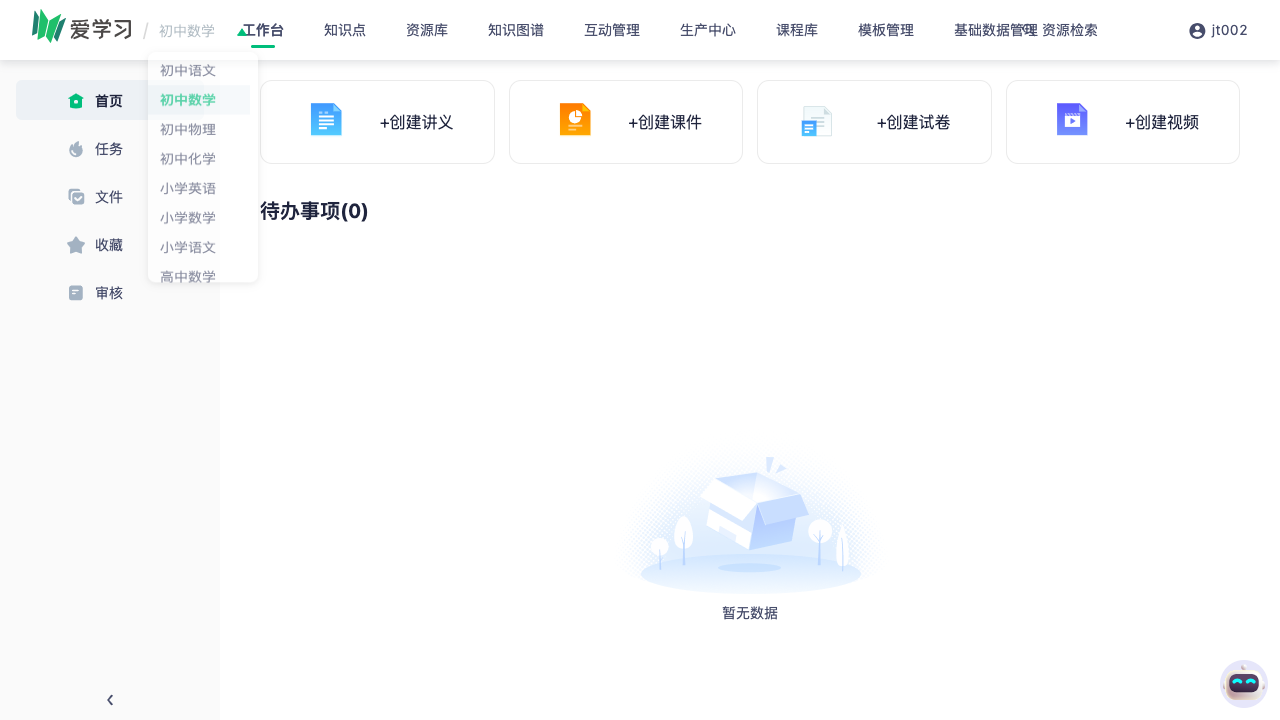 爱学习 / 初中数学 工作台 知识点 资源库 知识图谱 互动管理 生产中心 课程库 模板管理 基础数据管理 资源检索 jt002
初中语文
初中数学
初中物理
初中化学
小学英语
小学数学
小学语文
高中数学
首页
任务
文件
收藏
审核
+创建讲义 +创建课件 +创建试卷 +创建视频
待办事项(0)
暂无数据